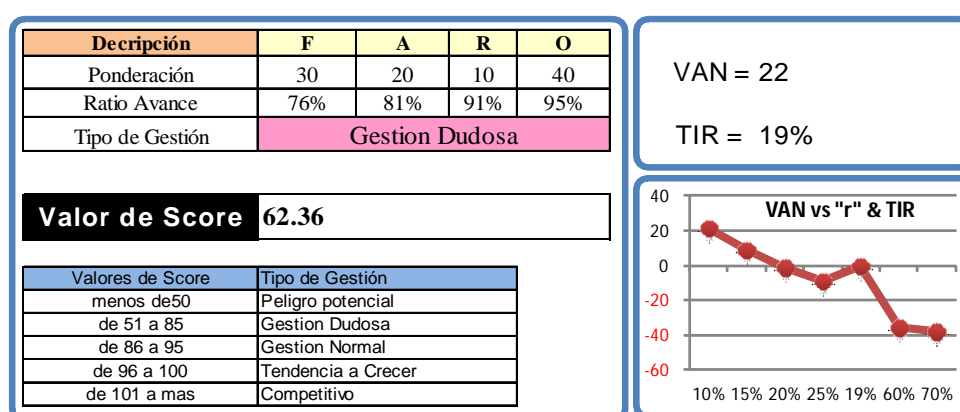 Decripción F A R O
Ponderación 30 20 10 40
Ratio Avance 76% 81% 91% 95%
Tipo de Gestión Gestion Dudosa
Valor de Score 62.36
Valores de Score Tipo de Gestión
menos de50 Peligro potencial
de 51 a 85 Gestion Dudosa
de 86 a 95 Gestion Normal
de 96 a 100 Tendencia a Crecer
de 101 a mas Competitivo
VAN = 22
TIR = 19%
VAN vs "r" & TIR
40
20
0
-20
-40
-60
10% 15% 20% 25% 19% 60% 70%